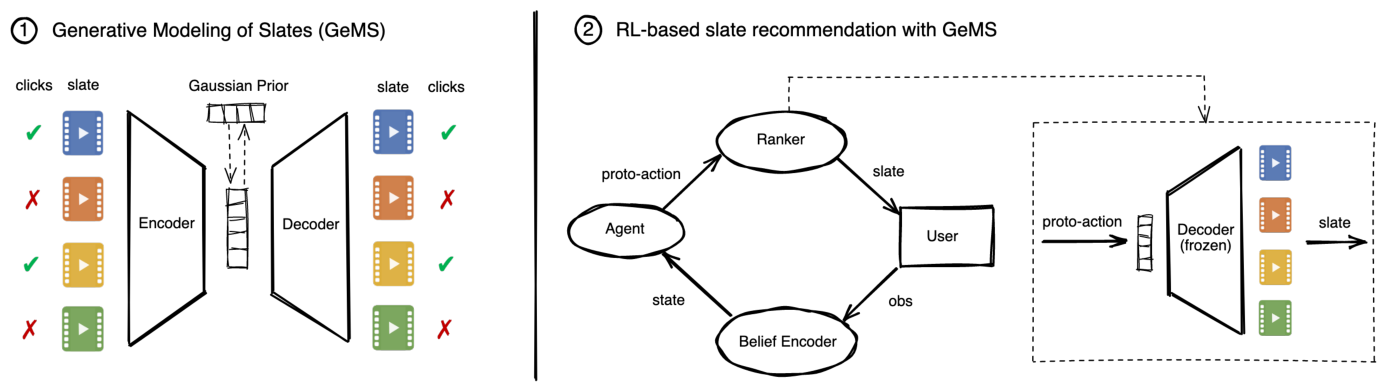 1 Generative Modeling of Slates (GeMS)
clicks slate Gaussian Prior slate clicks
Encoder Decoder
2 RL-based slate recommendation with GeMS
Ranker
proto-action slate
Agent User
state obs
Belief Encoder
proto-action Decoder slate
(frozen)